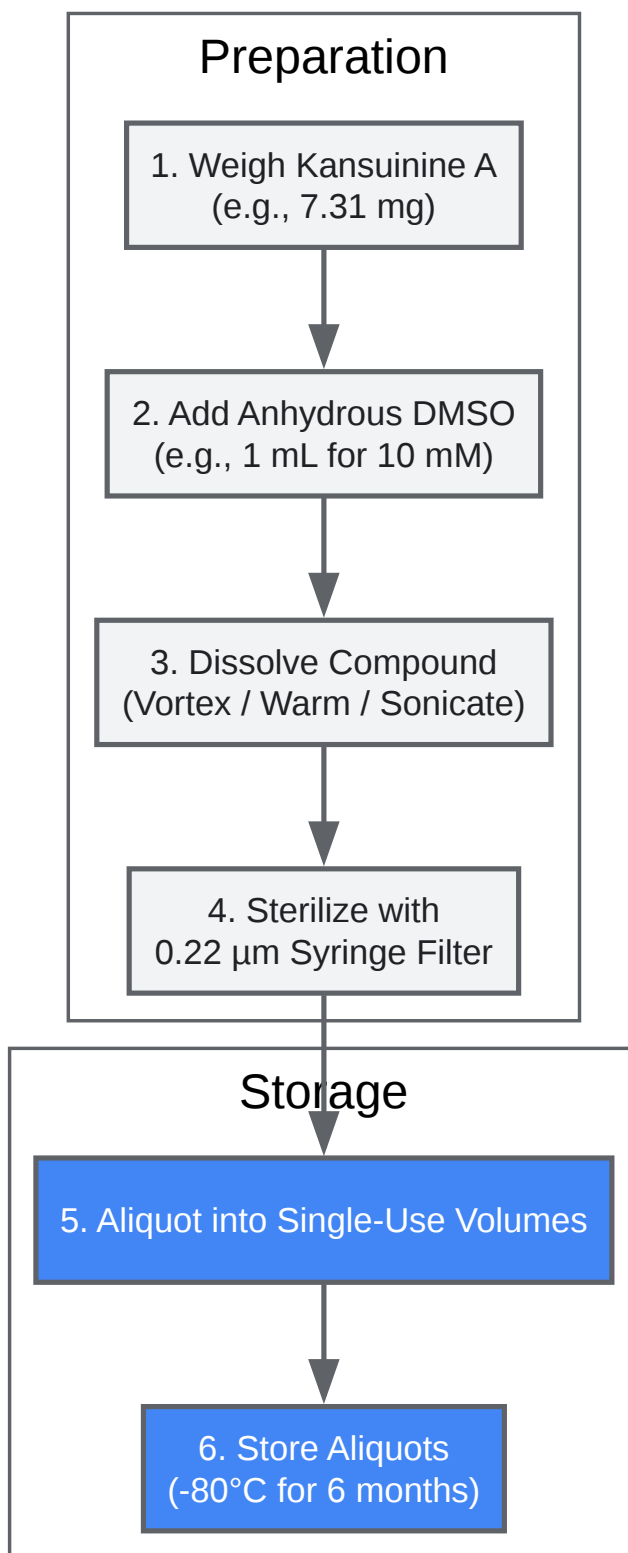 Preparation
1. Weigh Kansuinine A
(e.g., 7.31 mg)
2. Add Anhydrous DMSO
(e.g., 1 mL for 10 mM)
3. Dissolve Compound
(Vortex / Warm / Sonicate)
4. Sterilize with
0.22 µm Syringe Filter
Storage
5. Aliquot into Single-Use Volumes
6. Store Aliquots
(-80°C for 6 months)